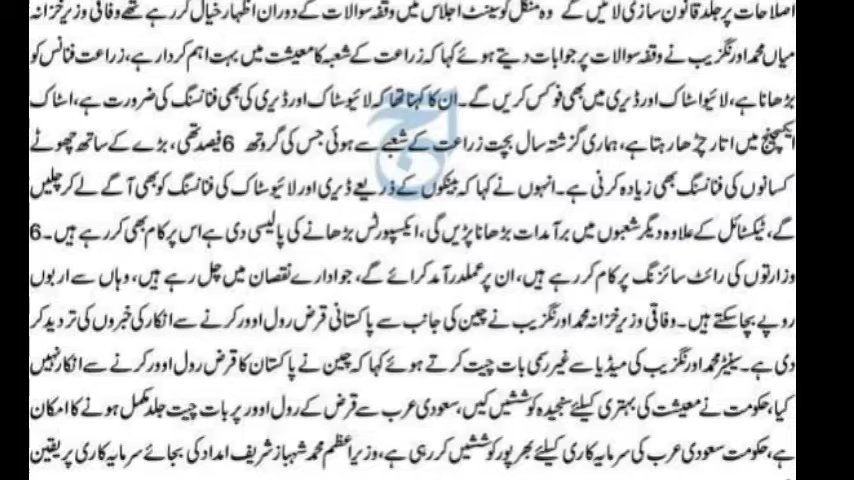 اصلاحات پر جلد قانون سازی لائیں گے وہ منگل کو سینٹ اجلاس میں وقفہ سوالات کے دوران اظہار خیال کر رہے تھے وفاقی وزیر خزانہ
میاں محمد اورنگزیب نے وقفہ سوالات پر جوابات دیتے ہوئے کہا کہ زراعت کے شعبہ کا معیشت میں بہت اہم کردار ہے، زراعت فنانس کو
بڑھانا ہے، لائیو اسٹاک اور ڈیری میں بھی فوکس کریں گے۔ ان کا کہنا تھا کہ لائیو سٹاک اور ڈیری کی بھی فنانسنگ کی ضرورت ہے، اسٹاک
ایکسچینج میں اتار چڑھا رہتا ہے، ہماری گزشتہ سال بچت زراعت کے شعبے سے ہوئی جس کی گروتھ 6 فیصد تھی، بڑے کے ساتھ چھوٹے
کسانوں کی فنانسنگ بھی زیادہ کرنی ہے۔ انہوں نے کہا کہ بینکوں کے ذریعے ڈیری اور لائیو سٹاک کی فنانسنگ کو بھی آگے لے کر چلیں
گے، ٹیکسٹائل کے علاوہ دیگر شعبوں میں برآمدات بڑھانا پڑیں گی، ایکسپورٹس بڑھانے کی پالیسی دی ہے اس پر کام بھی کر رہے ہیں۔ 6
وزارتوں کی رائٹ سائزنگ پر کام کر رہے ہیں، ان پر عملدرآمد کرائے گے، جو ادارے نقصان میں چل رہے ہیں، وہاں سے اربوں
روپے بچا سکتے ہیں۔ وفاقی وزیر خزانہ محمد اورنگزیب نے چین کی جانب سے پاکستانی قرض رول اوور کرنے سے انکار کی خبروں کی تردید کر
دی ہے۔ سینیٹر محمد اورنگزیب کی میڈیا سے غیر رسمی بات چیت کرتے ہوئے کہا کہ چین نے پاکستان کا قرض رول اوور کرنے سے انکار نہیں
کیا، حکومت نے معیشت کی بہتری کیلئے سنجیدہ کوششیں کیں، سعودی عرب سے قرض کے رول اوور پر بات چیت جلد مکمل ہونے کا امکان
ہے، حکومت سعودی عرب کی سرمایہ کاری کیلئے بھرپور کوششیں کر رہی ہے، وزیر اعظم محمد شہباز شریف امداد کی بجائے سرمایہ کاری پر یقین